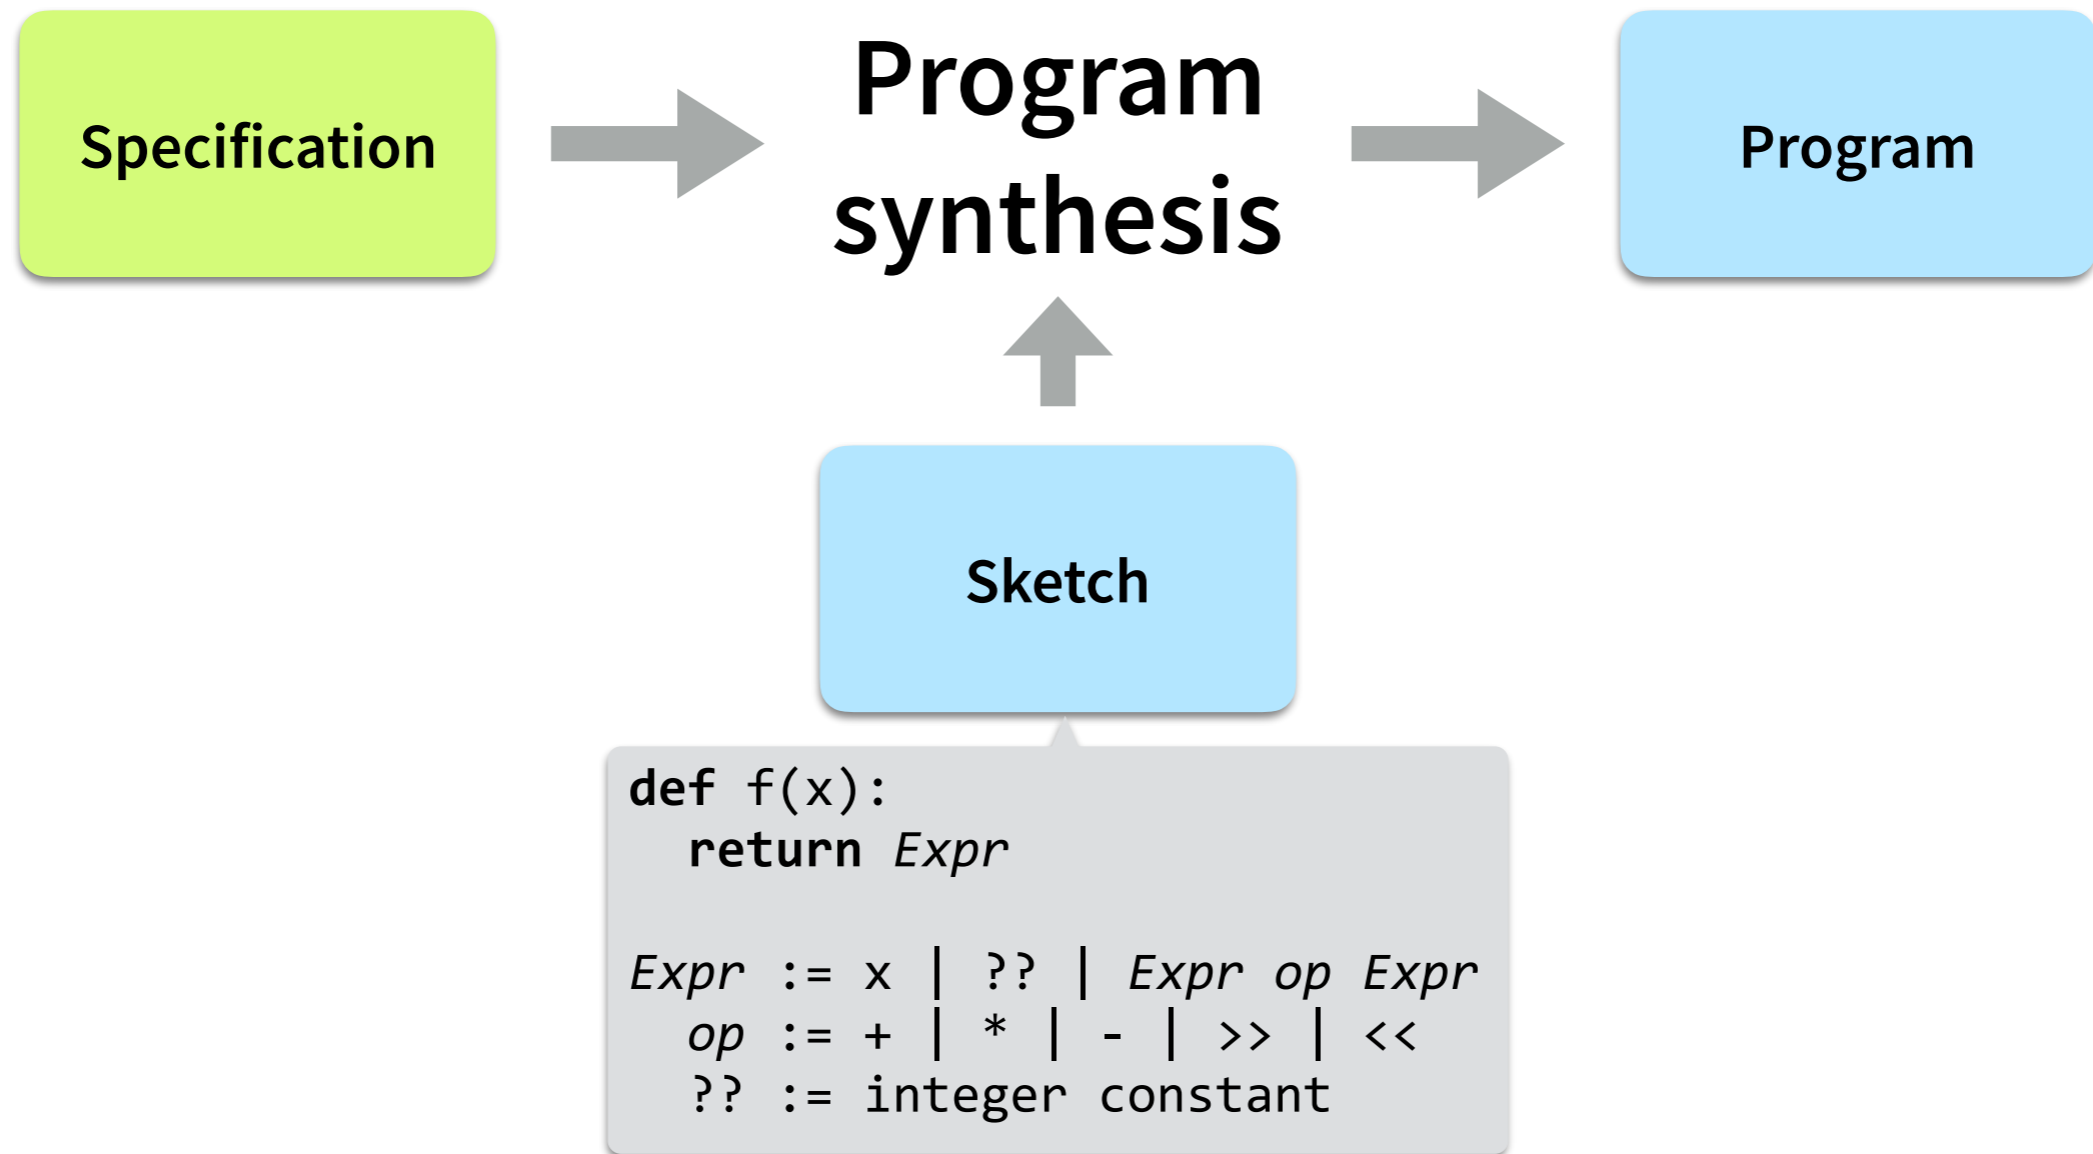 Specification
Program
synthesis
Program
Sketch
def f(x):
  return Expr

Expr := x | ?? | Expr op Expr
  op := + | * | - | >> | <<
  ?? := integer constant